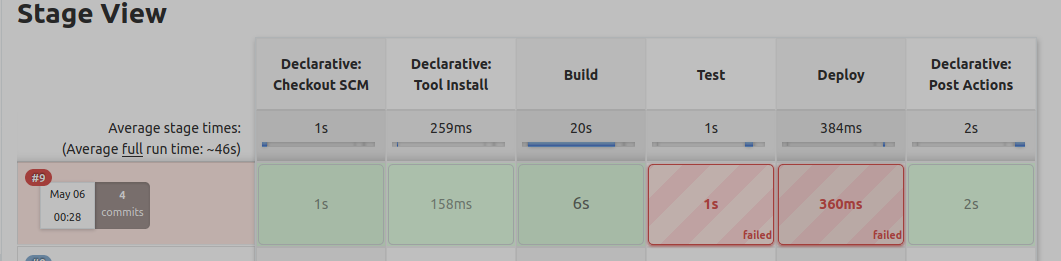 Stage View
Declarative: Checkout SCM
Declarative: Tool Install
Build
Test
Deploy
Declarative: Post Actions
Average stage times:
(Average full run time: ~46s)
1s
259ms
20s
1s
384ms
2s
#9
May 06
00:28
4
commits
1s
158ms
6s
1s
failed
360ms
failed
2s